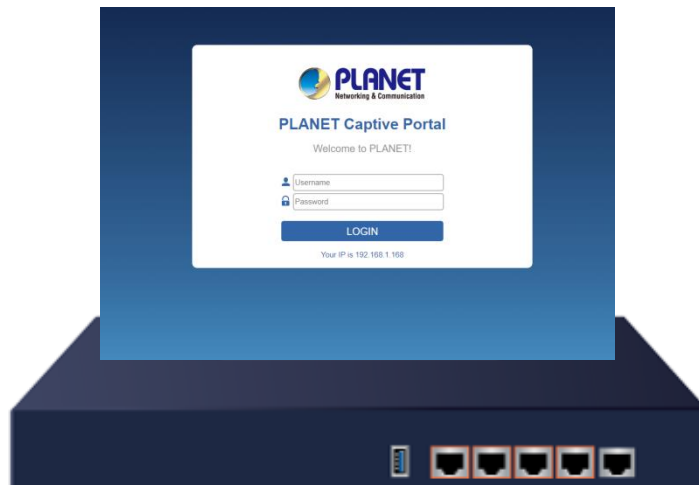 PLANET
Networking & Communication
PLANET Captive Portal
Welcome to PLANET!
Username
Password
LOGIN
Your IP is 192.168.1.168